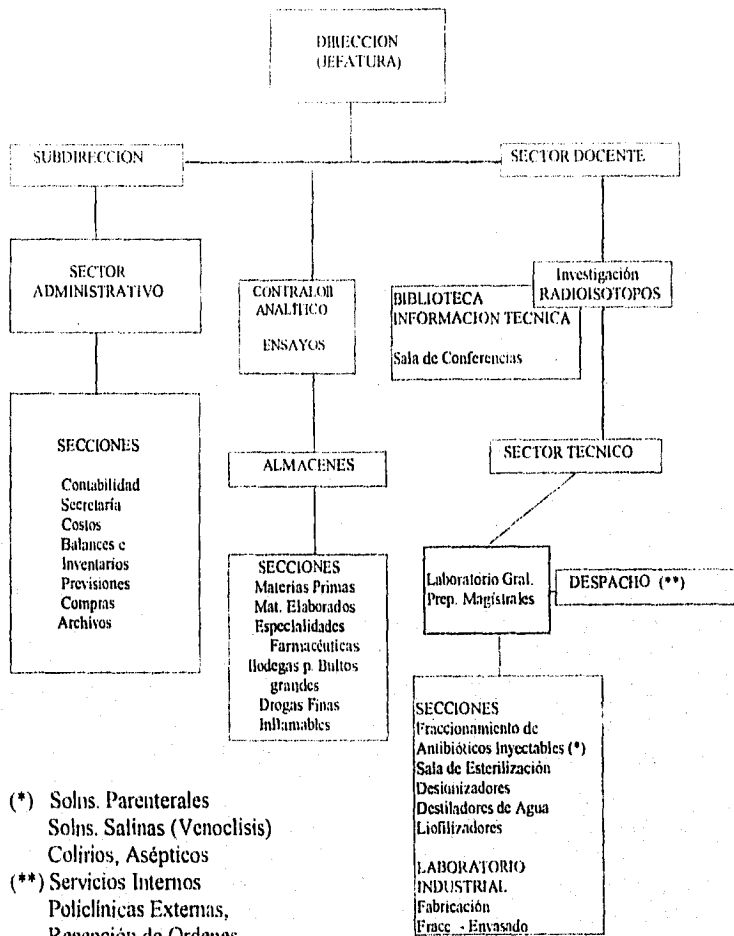 DIRECCION
(JEFATURA)
SUBDIRECCION
SECTOR DOCENTE
SECTOR
ADMINISTRATIVO
CONTRALOR
ANALITICO
ENSAYOS
BIBLIOTECA
INFORMACION TECNICA
Sala de Conferencias
Investigación
RADIOISOTOPOS
SECCIONES
Contabilidad
Secretaría
Costos
Balances e
Inventarios
Previsiones
Compras
Archivos
ALMACENES
SECTOR TECNICO
SECCIONES
Materias Primas
Mat. Elaborados
Especialidades
Farmacéuticas
Bodegas p. Bultos
grandes
Drogas Finas
Inflamables
Laboratorio Gral.
Prep. Magistrales
DESPACHO (**)
SECCIONES
Fraccionamiento de
Antibióticos Inyectables (*)
Sala de Esterilización
Desionizadores
Destiladores de Agua
Liofilizadores
LABORATORIO
INDUSTRIAL
Fabricación
Fracc - Envasado
(*) Solns. Parenterales
Solns. Salinas (Venoclisis)
Colirios, Asépticos
(**) Servicios Internos
Policlínicas Externas,
Recepción de Ordenes